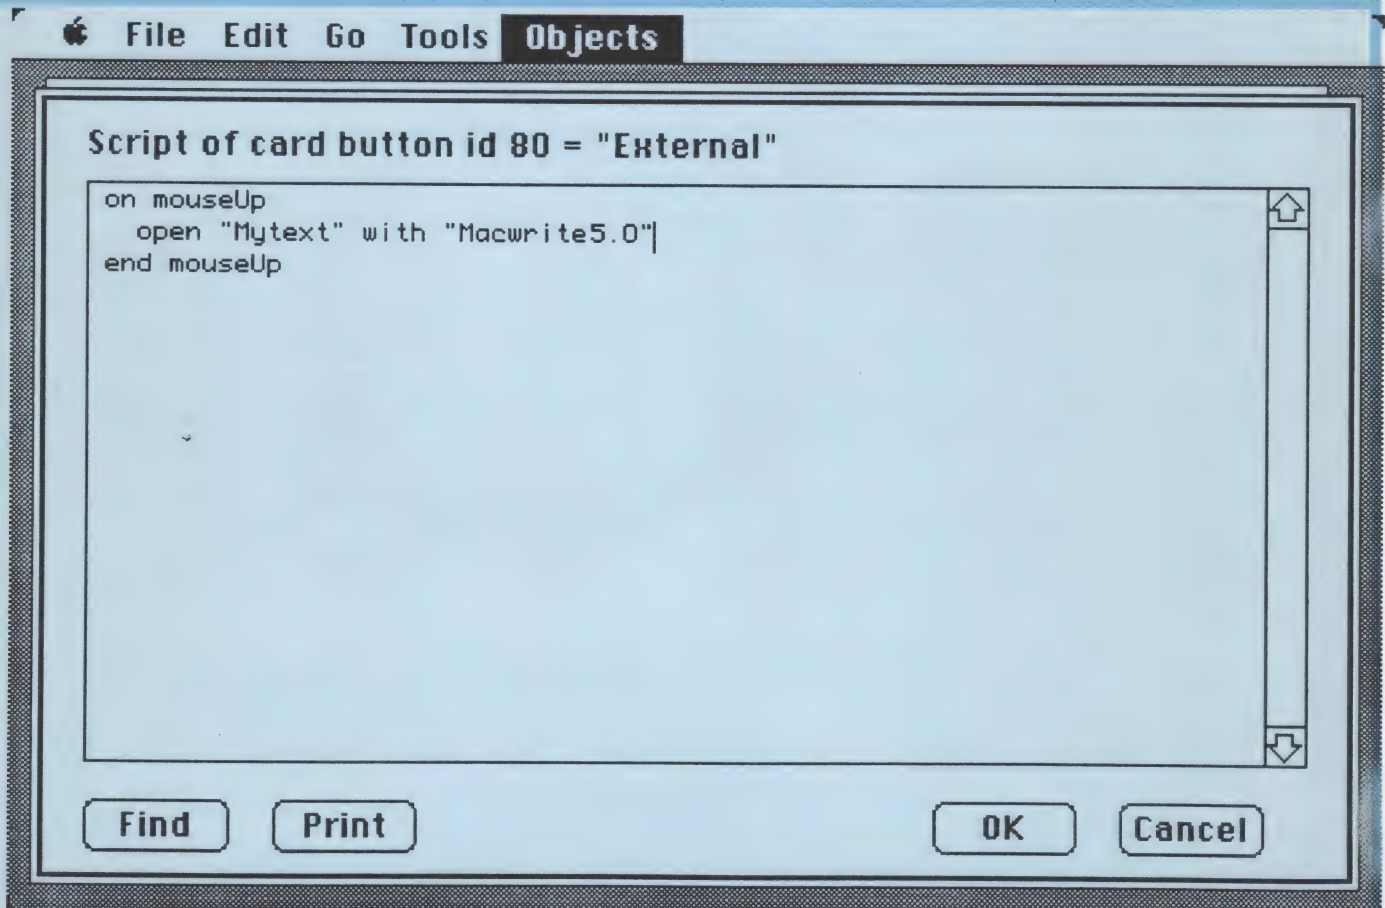 File Edit Go Tools Objects
Script of card button id 80 = "External"
on mouseUp
open "Mytext" with "Macwrite5.0"
end mouseUp
Find Print OK Cancel